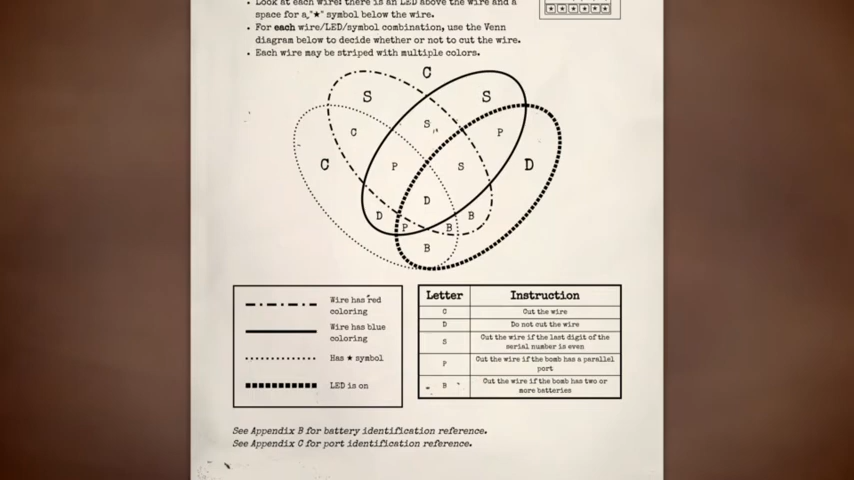 Look at each wire: there is an LED above the wire and a
space for a "★" symbol below the wire.
For each wire/LED/symbol combination, use the Venn
diagram below to decide whether or not to cut the wire.
Each wire may be striped with multiple colors.
C
S
S
C
S
P
C
P
S
D
D
D
B
P
B
B
Wire has red
coloring
Wire has blue
coloring
Has ★ symbol
LED is on
Letter Instruction
C Cut the wire
D Do not cut the wire
S Cut the wire if the last digit of the
serial number is even
P Cut the wire if the bomb has a parallel
port
B Cut the wire if the bomb has two or
more batteries
See Appendix B for battery identification reference.
See Appendix C for port identification reference.